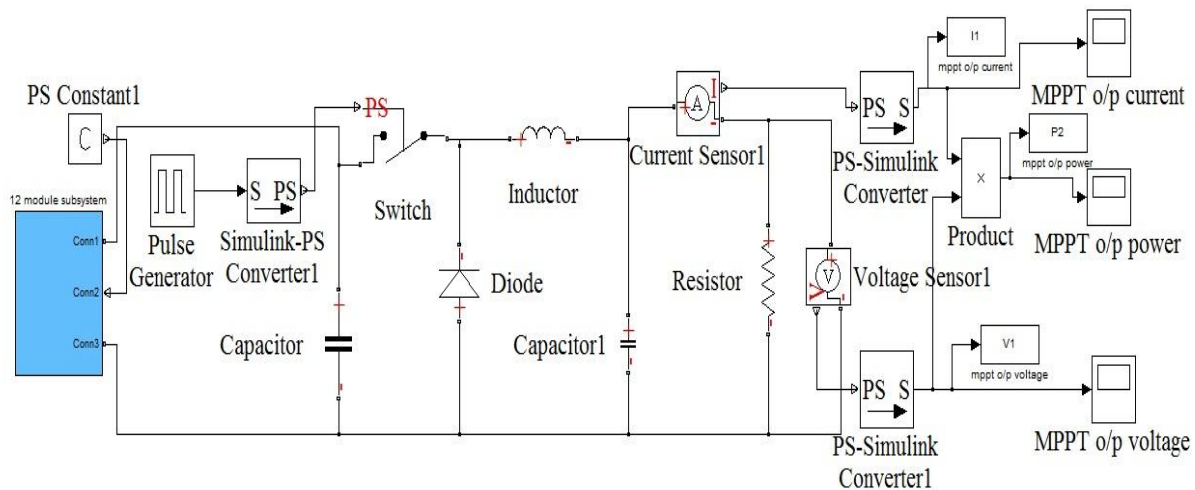 PS Constant1
C
12 module subsystem
Conn1
Conn2
Conn3
Pulse
Generator
S PS
Simulink-PS
Converter1
PS
Switch
Capacitor
Diode
Inductor
Capacitor1
A
I
Current Sensor1
Resistor
V
V
Voltage Sensor1
PS S
PS-Simulink
Converter
I1
mppt o/p current
MPPT o/p current
P2
mppt o/p power
X
Product
MPPT o/p power
PS S
PS-Simulink
Converter1
V1
mppt o/p voltage
MPPT o/p voltage